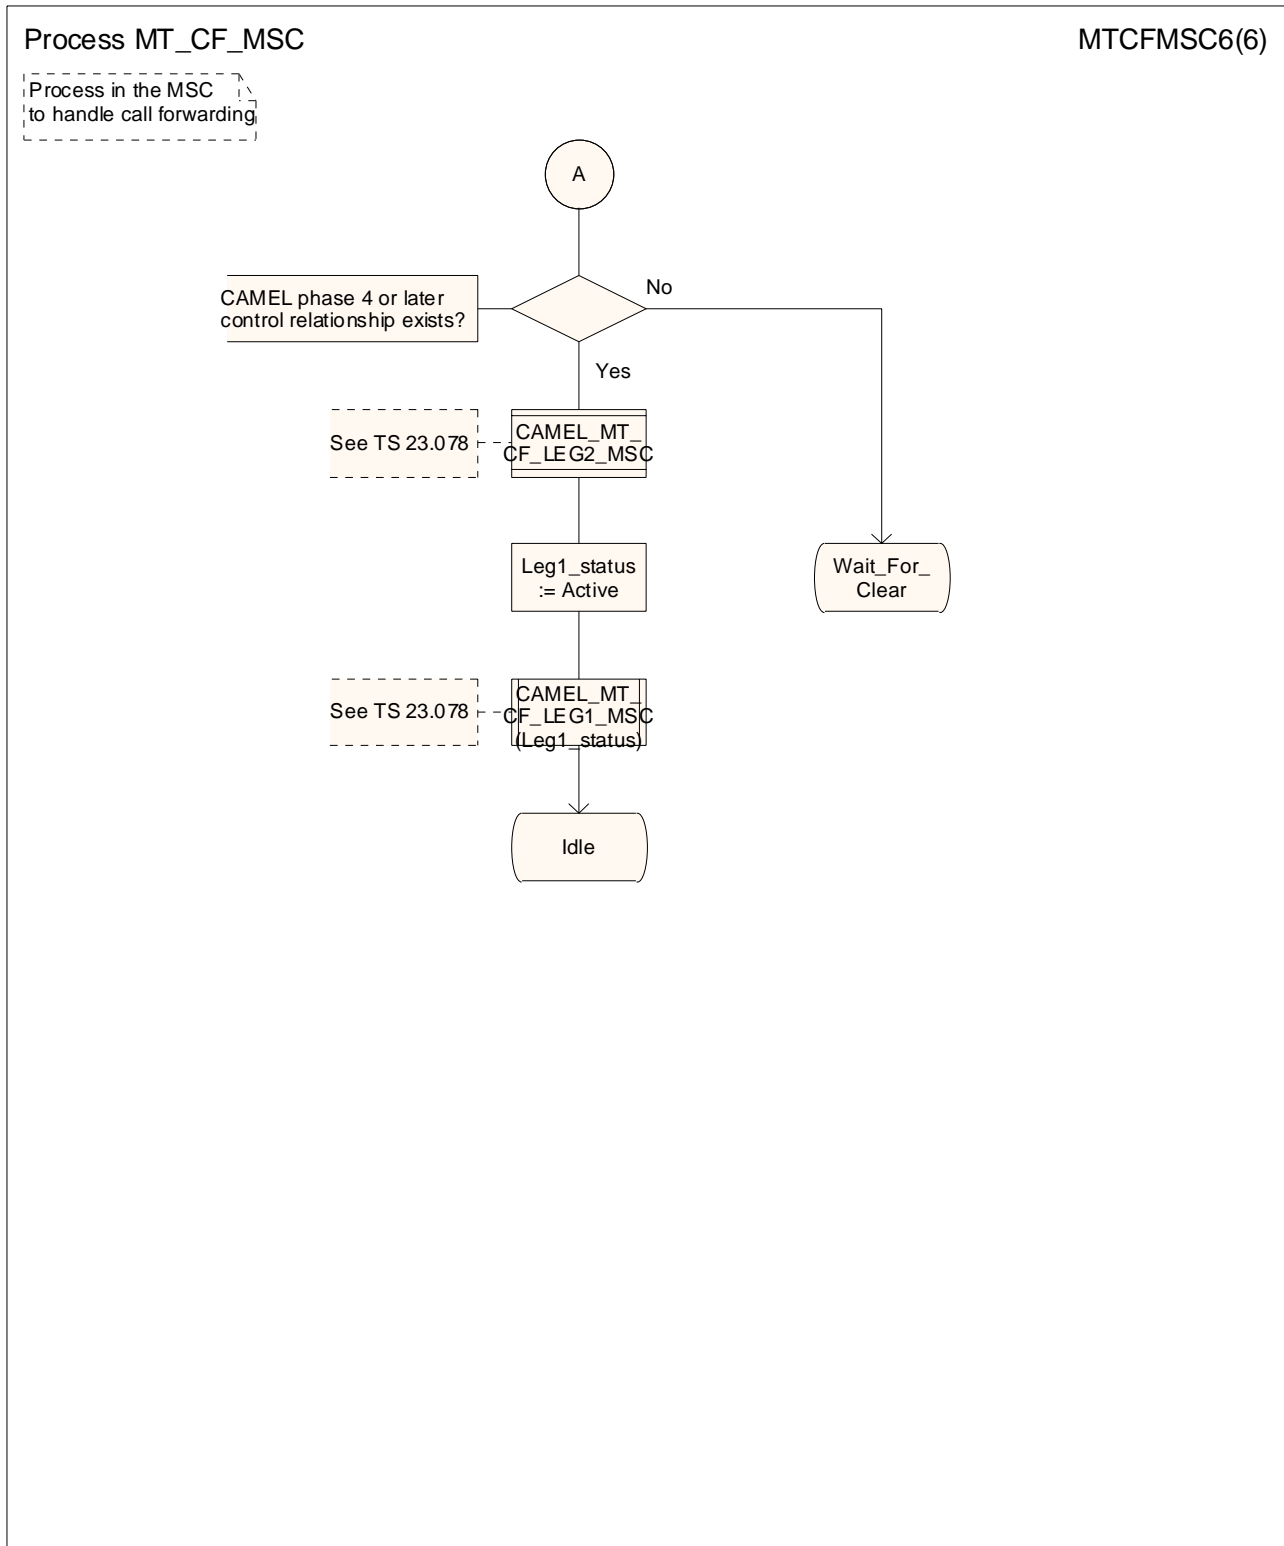 Process MT_CF_MSC
MTCFMSC6(6)
Process in the MSC
to handle call forwarding
A
CAMEL phase 4 or later
control relationship exists?
No
Yes
See TS 23.078
CAMEL_MT_
CF_LEG2_MSC
Leg1_status
:= Active
Wait_For_
Clear
See TS 23.078
CAMEL_MT_
CF_LEG1_MSC
(Leg1_status)
Idle